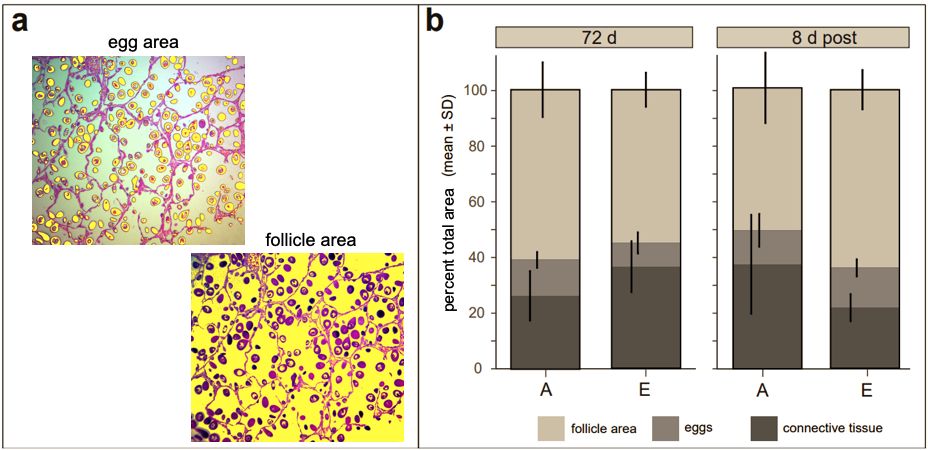 a
egg area
follicle area
b
72 d
8 d post
percent total area (mean ± SD)
100
80
60
40
20
0
A
E
A
E
follicle area
eggs
connective tissue